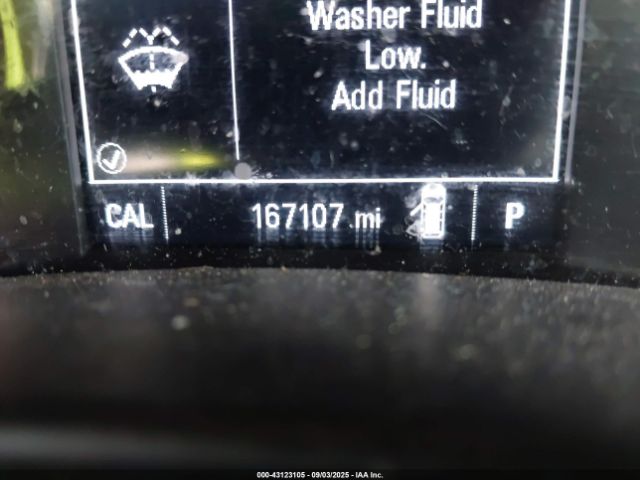 Washer Fluid
Low.
Add Fluid
CAL 167107 mi P
000-43123105 - 09/03/2025 - IAA Inc.